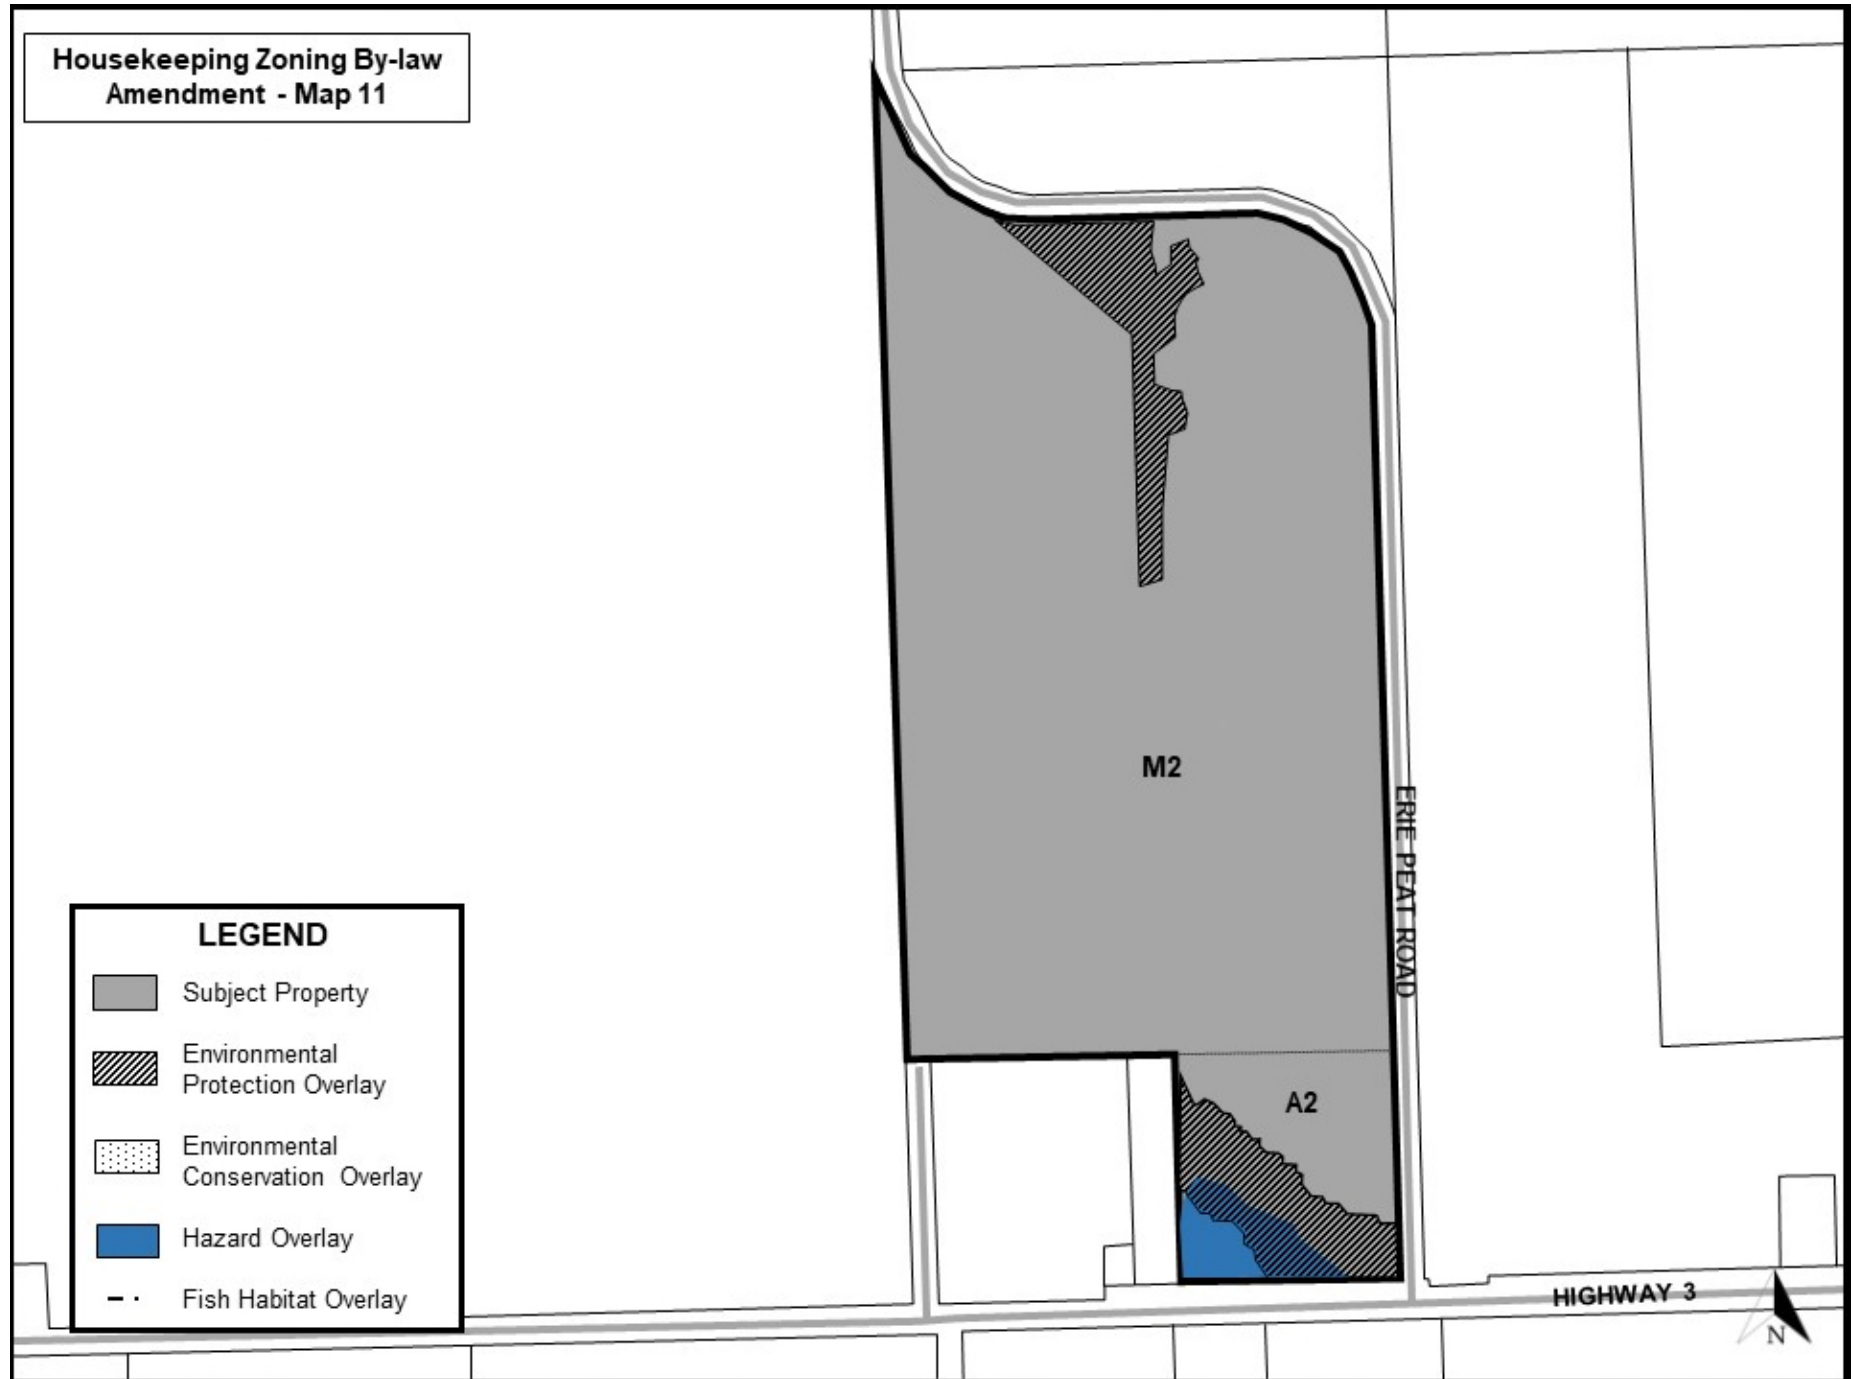 Housekeeping Zoning By-law
Amendment - Map 11
M2
ERIE PEAT ROAD
A2
HIGHWAY 3
N
LEGEND
Subject Property
Environmental
Protection Overlay
Environmental
Conservation Overlay
Hazard Overlay
Fish Habitat Overlay